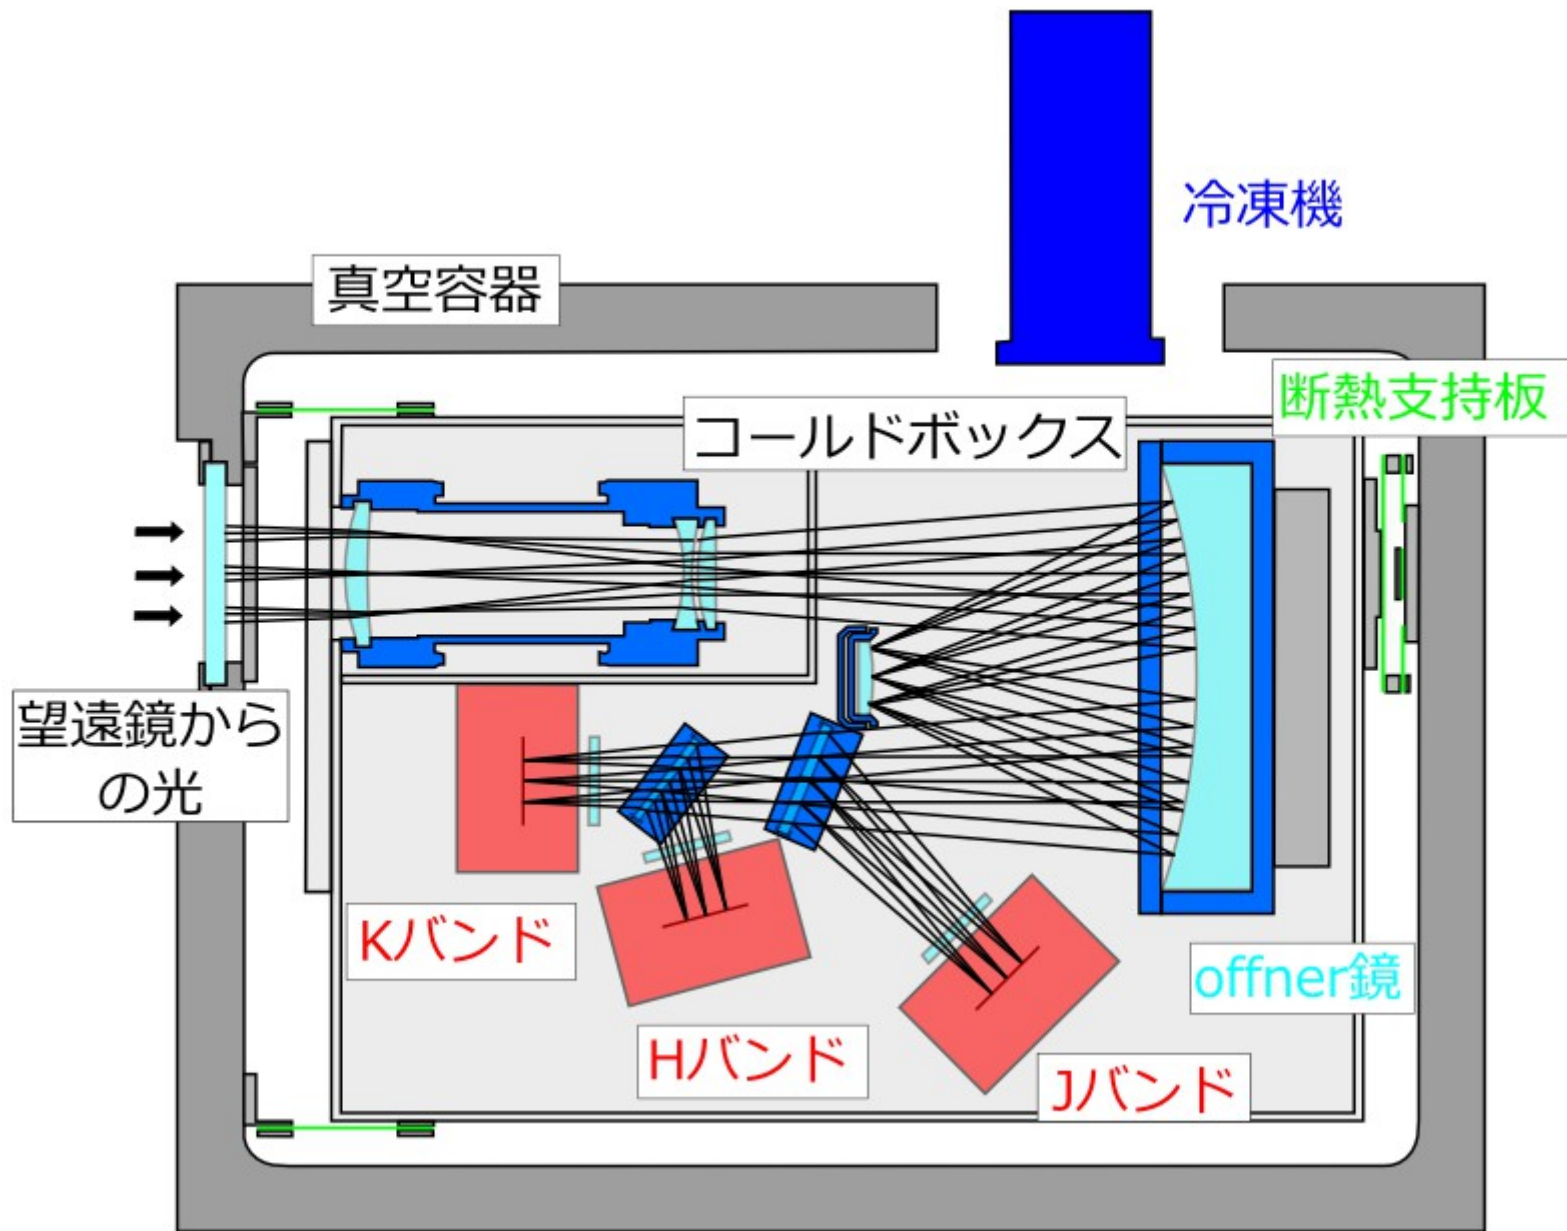 冷凍機
真空容器
断熱支持板
コールドボックス
望遠鏡から
の光
Kバンド
offner鏡
Hバンド
Jバンド